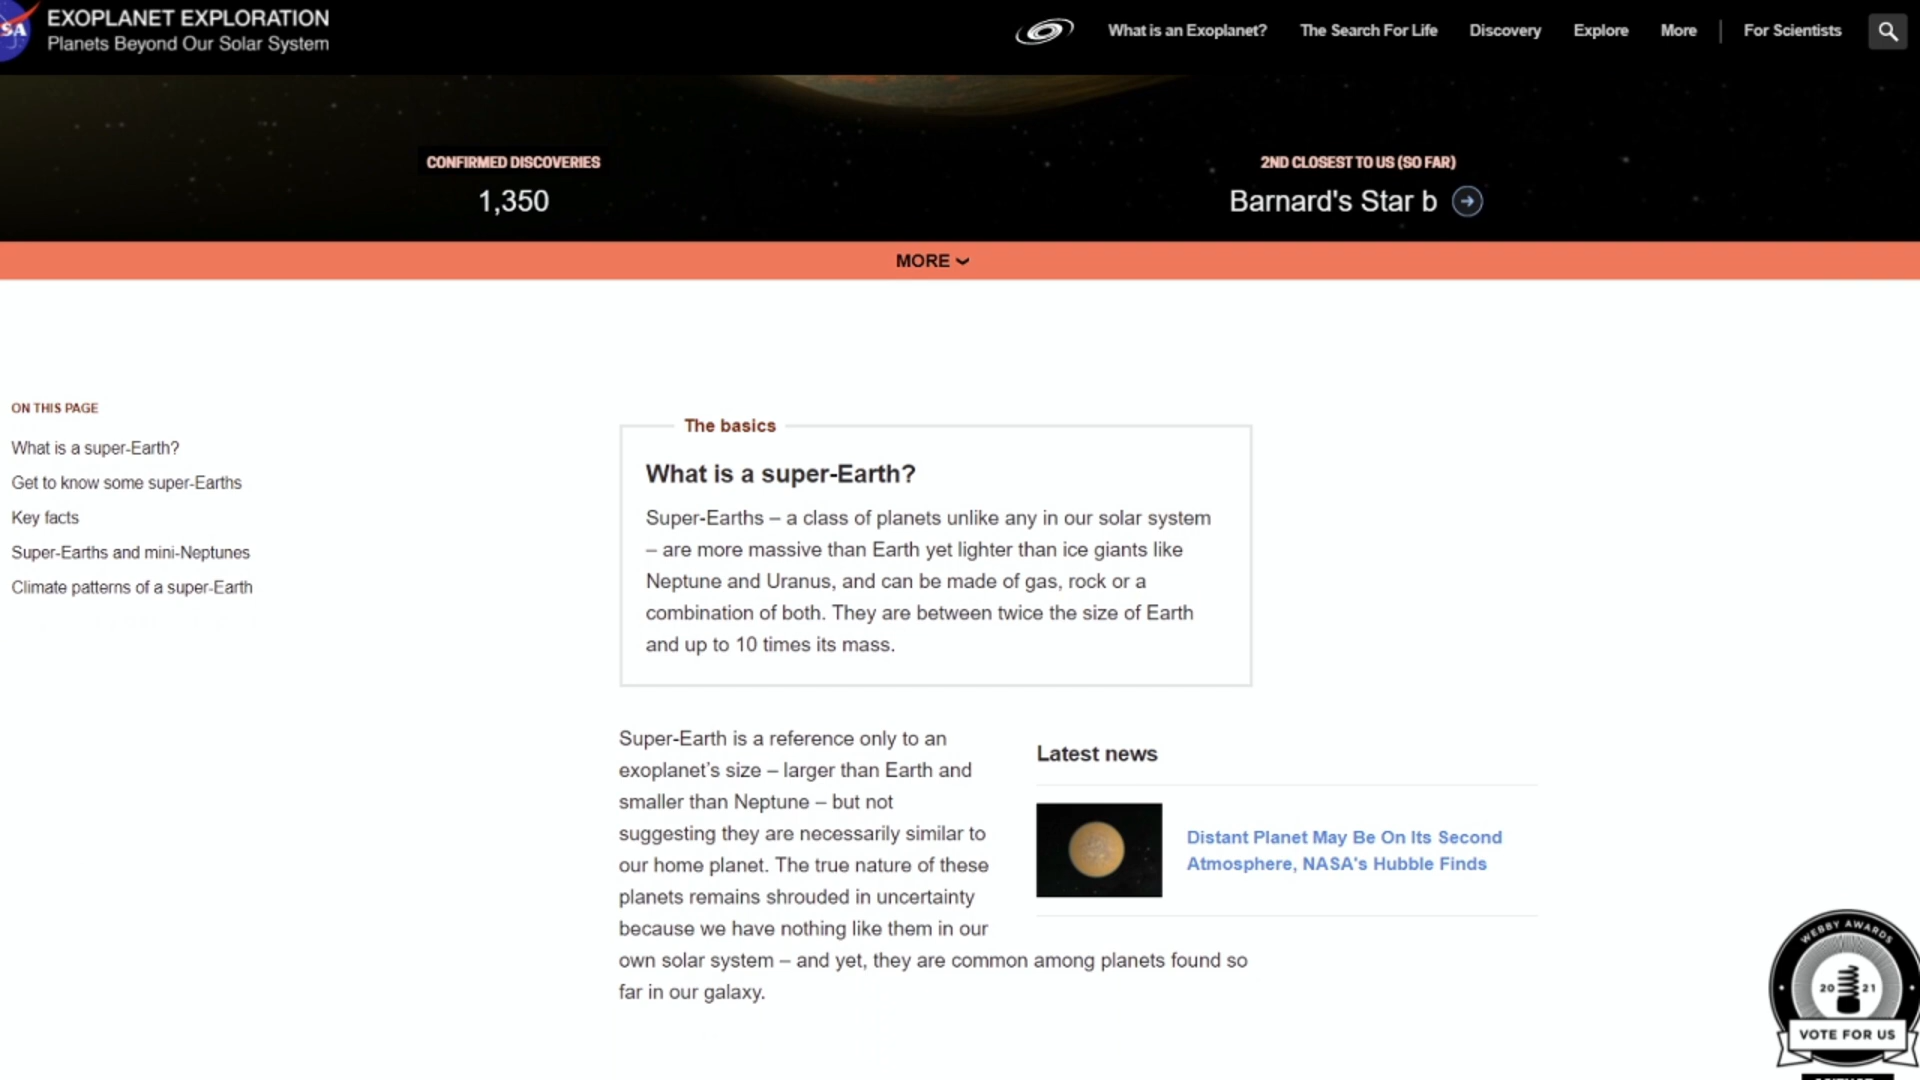 SA
EXOPLANET EXPLORATION
Planets Beyond Our Solar System
What is an Exoplanet?
The Search For Life
Discovery
Explore
More
For Scientists
CONFIRMED DISCOVERIES
1,350
2ND CLOSEST TO US (SO FAR)
Barnard's Star b
MORE
ON THIS PAGE
What is a super-Earth?
Get to know some super-Earths
Key facts
Super-Earths and mini-Neptunes
Climate patterns of a super-Earth
The basics
What is a super-Earth?
Super-Earths – a class of planets unlike any in our solar system
– are more massive than Earth yet lighter than ice giants like
Neptune and Uranus, and can be made of gas, rock or a
combination of both. They are between twice the size of Earth
and up to 10 times its mass.
Super-Earth is a reference only to an
exoplanet’s size – larger than Earth and
smaller than Neptune – but not
suggesting they are necessarily similar to
our home planet. The true nature of these
planets remains shrouded in uncertainty
because we have nothing like them in our
own solar system – and yet, they are common among planets found so
far in our galaxy.
Latest news
Distant Planet May Be On Its Second
Atmosphere, NASA's Hubble Finds
WEBBY AWARDS
20 21
VOTE FOR US